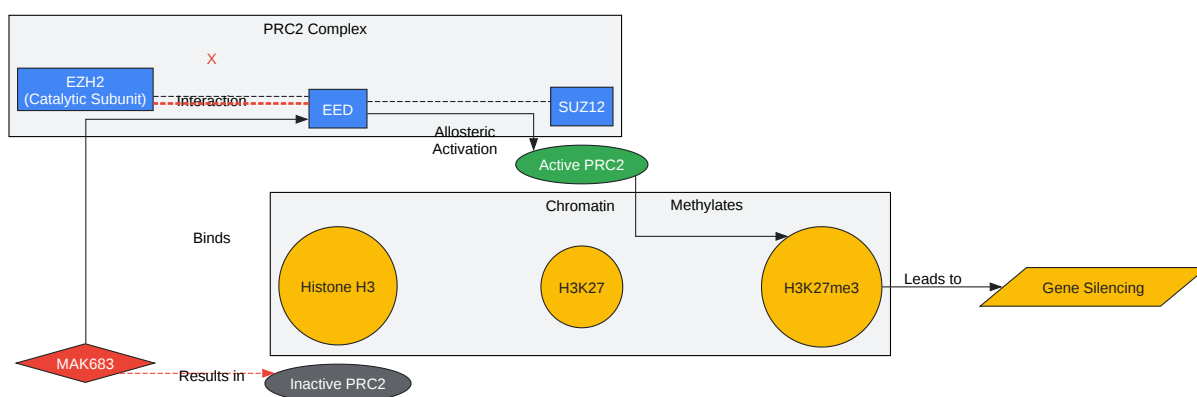 PRC2 Complex
X
EZH2
(Catalytic Subunit)
Interaction
EED
SUZ12
Allosteric
Activation
Active PRC2
Chromatin
Methylates
Binds
Histone H3
H3K27
H3K27me3
Leads to
Gene Silencing
MAK683
Results in
Inactive PRC2